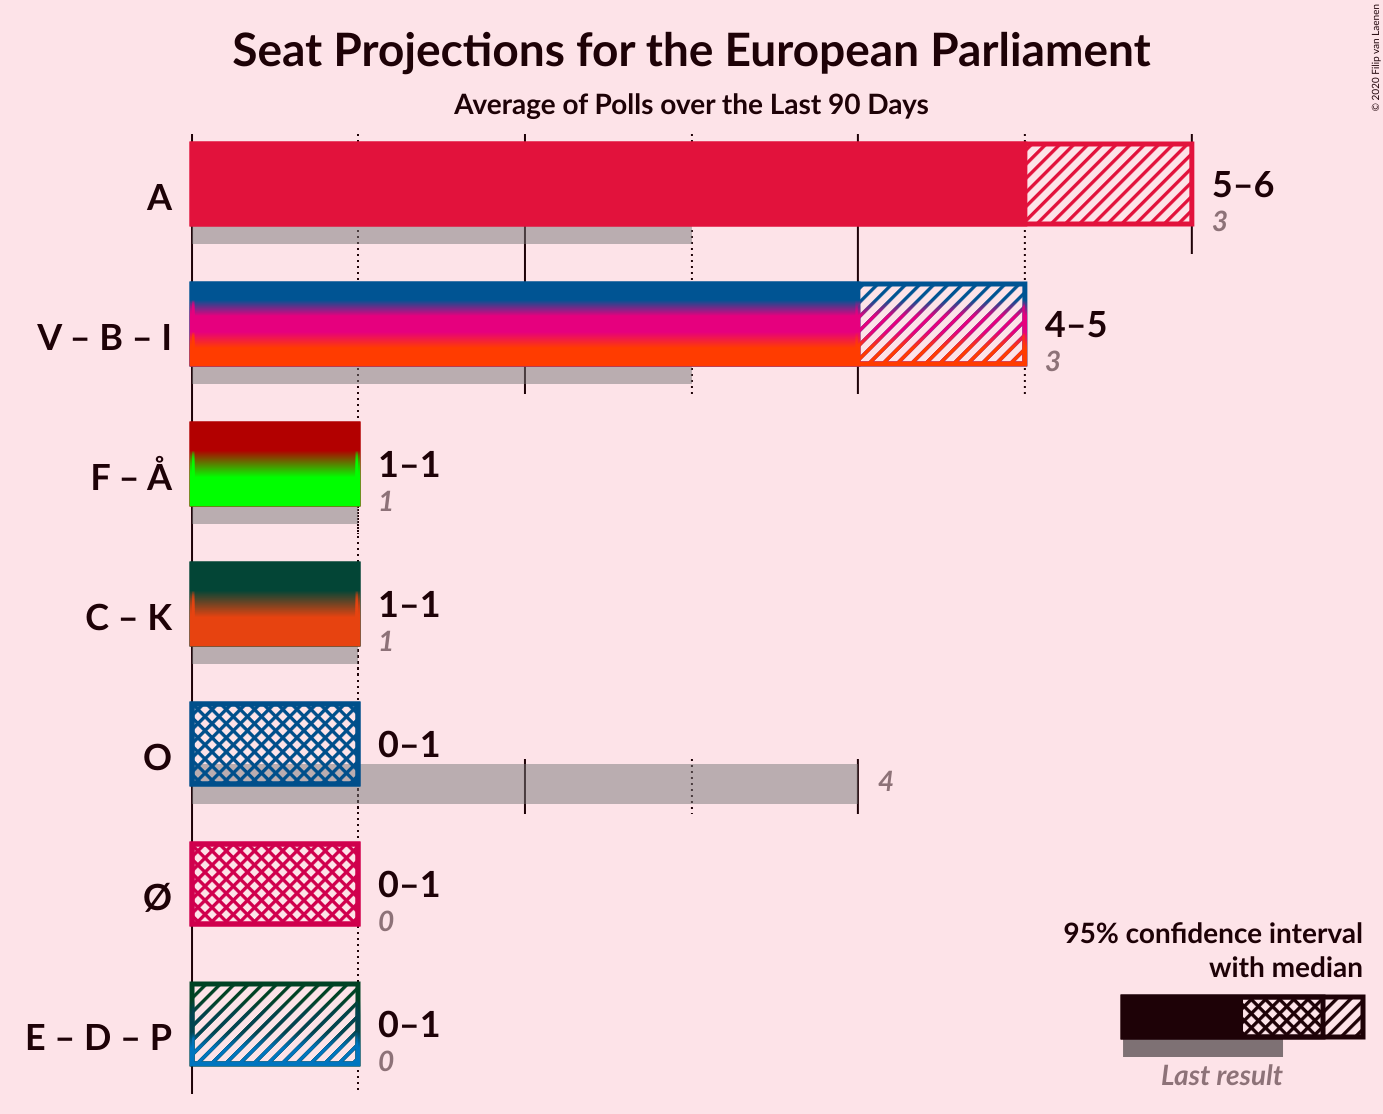 Seat Projections for the European Parliament
Average of Polls over the Last 90 Days
© 2020 Filip van Laenen
A
5–6
3
V – B – I
4–5
3
F – Å
1–1
1
C – K
1–1
1
O
0–1
4
Ø
0–1
0
E – D – P
0–1
0
95% confidence interval
with median
Last result